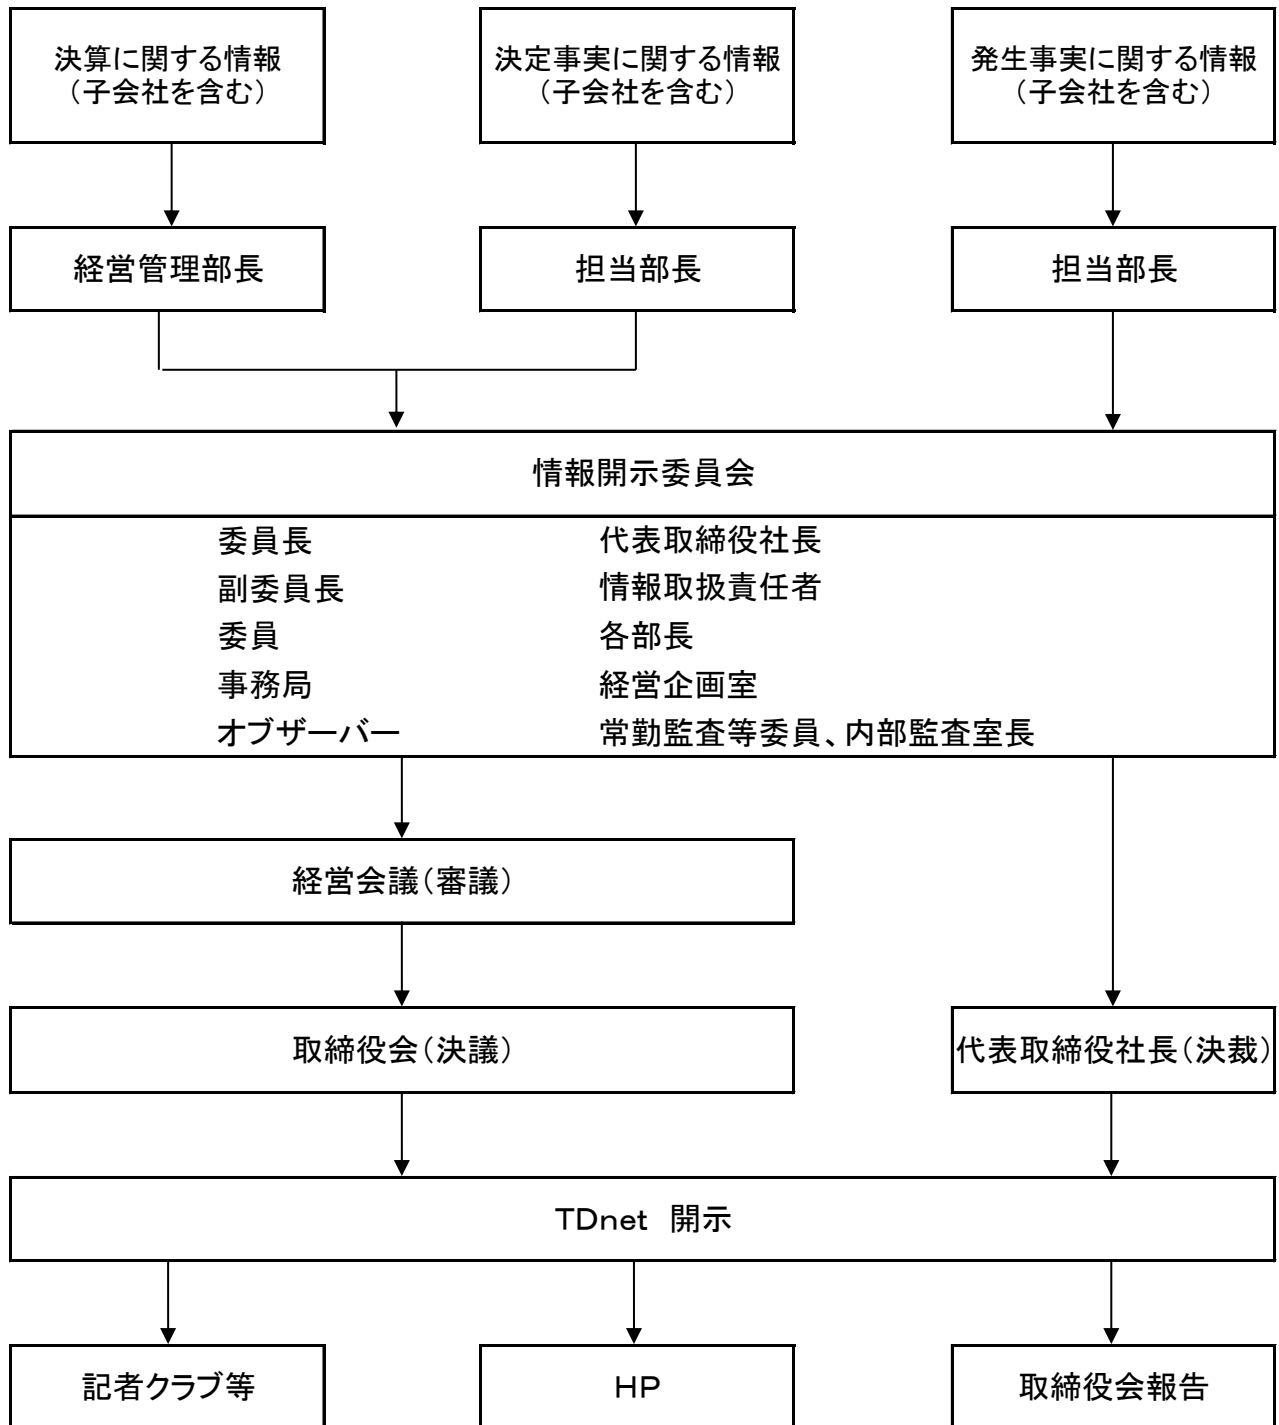 決算に関する情報
（子会社を含む）
決定事実に関する情報
（子会社を含む）
発生事実に関する情報
（子会社を含む）
経営管理部長
担当部長
担当部長
情報開示委員会
委員長 代表取締役社長
副委員長 情報取扱責任者
委員 各部長
事務局 経営企画室
オブザーバー 常勤監査等委員、内部監査室長
経営会議（審議）
取締役会（決議）
代表取締役社長（決裁）
TDnet 開示
記者クラブ等
HP
取締役会報告